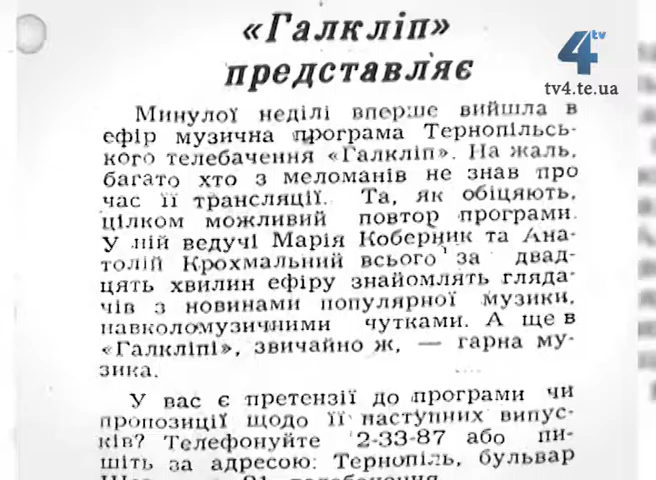 «Галкліп»
представляє
4 tv
tv4.te.ua
Минулої неділі вперше вийшла в
ефір музична програма Тернопільсь-
кого телебачення «Галкліп». На жаль,
багато хто з меломанів не знав про
час її трансляції. Та, як обіцяють,
цілком можливий повтор програми.
У ній ведучі Марія Коберник та Ана-
толій Крохмальний всього за двад-
цять хвилин ефіру знайомлять гляда-
чів з новинами популярної музики,
навколомузичними чутками. А ще в
«Галкліпі», звичайно ж, — гарна му-
зика.
У вас є претензії до програми чи
пропозиції щодо її наступних випус-
ків? Телефонуйте 2-33-87 або пи-
шіть за адресою: Тернопіль, бульвар
телебачення